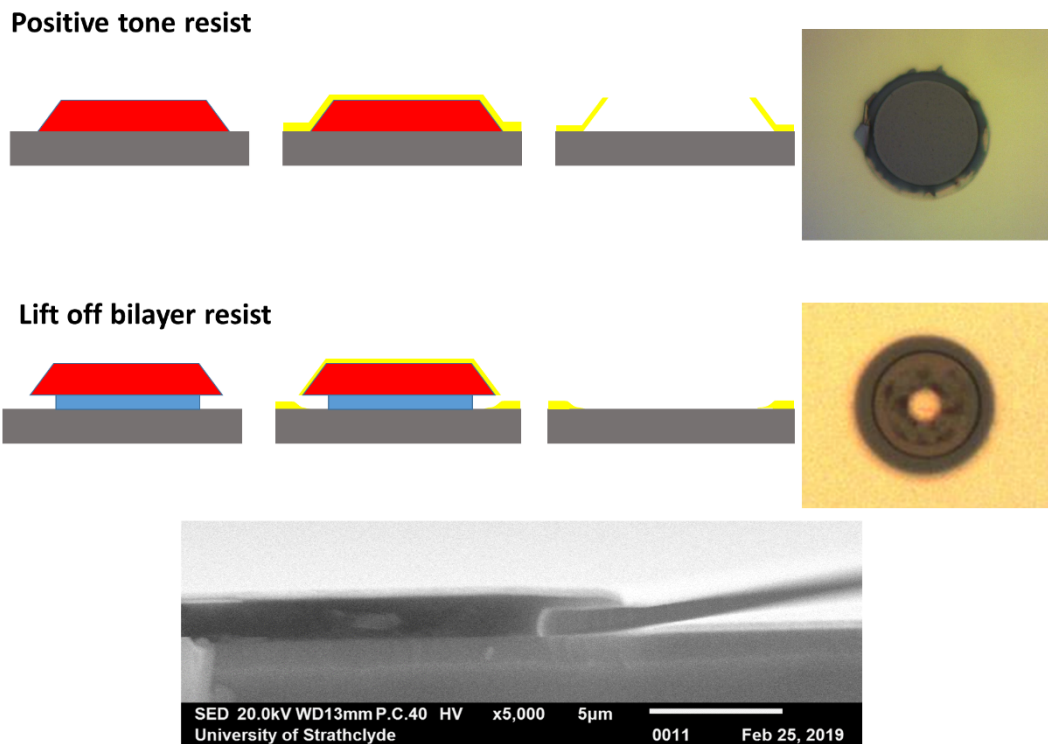 Positive tone resist
Lift off bilayer resist
SED 20.0kV WD13mm P.C.40 HV x5,000 5µm
University of Strathclyde 0011 Feb 25, 2019